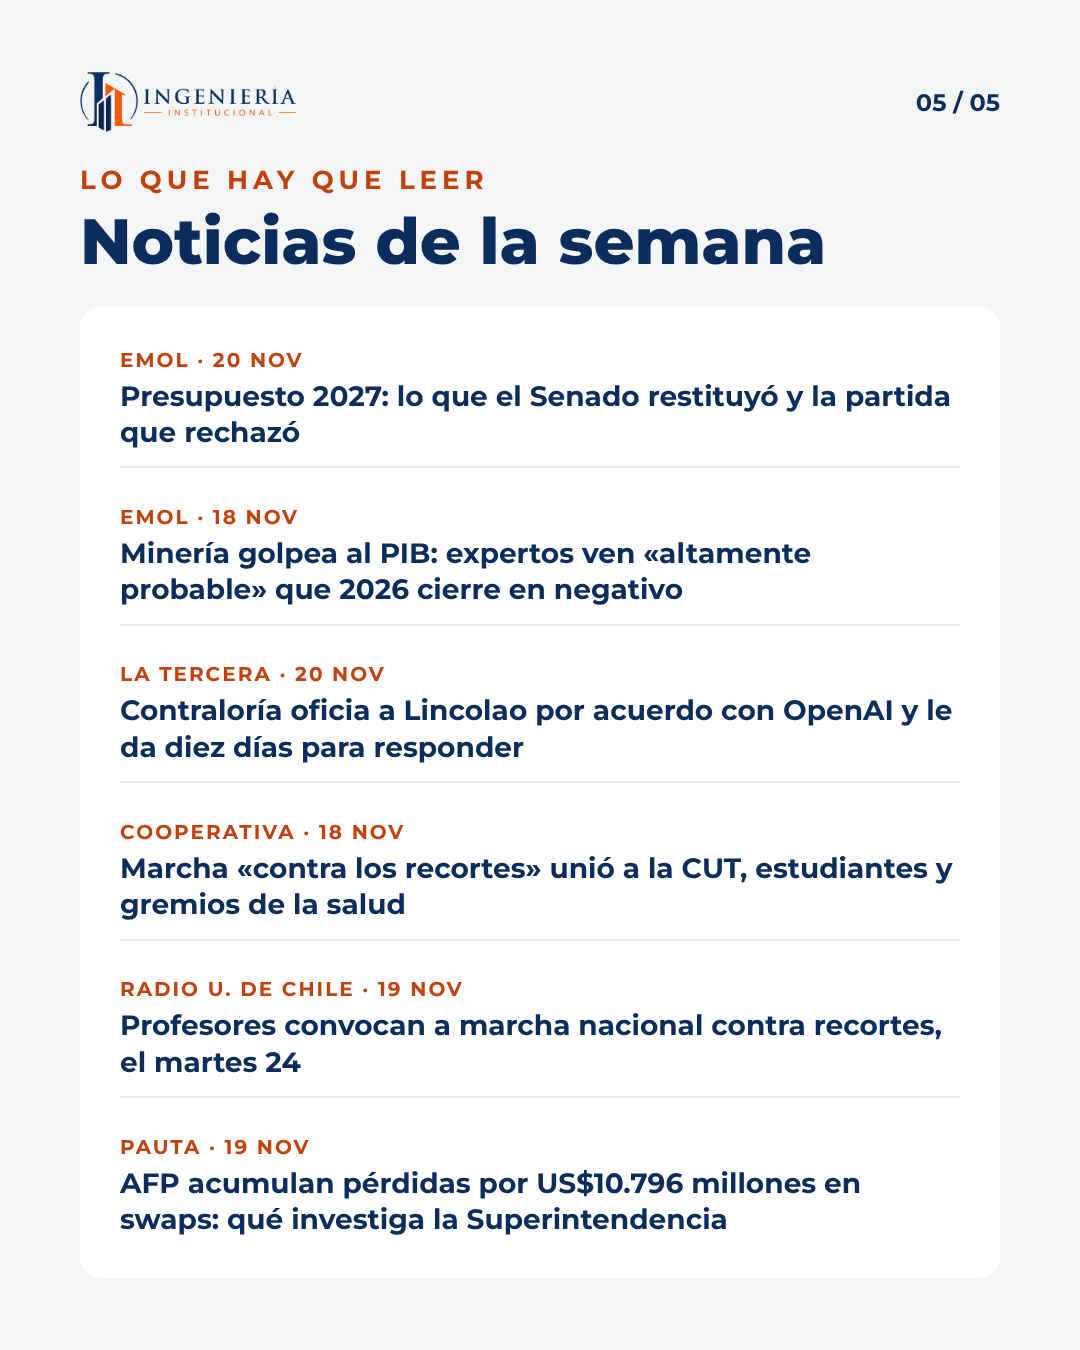 INGENIERIA
INSTITUCIONAL
05 / 05
LO QUE HAY QUE LEER
Noticias de la semana
EMOL · 20 NOV
Presupuesto 2027: lo que el Senado restituyó y la partida
que rechazó
EMOL · 18 NOV
Minería golpea al PIB: expertos ven «altamente
probable» que 2026 cierre en negativo
LA TERCERA · 20 NOV
Contraloría oficia a Lincolao por acuerdo con OpenAI y le
da diez días para responder
COOPERATIVA · 18 NOV
Marcha «contra los recortes» unió a la CUT, estudiantes y
gremios de la salud
RADIO U. DE CHILE · 19 NOV
Profesores convocan a marcha nacional contra recortes,
el martes 24
PAUTA · 19 NOV
AFP acumulan pérdidas por US$10.796 millones en
swaps: qué investiga la Superintendencia